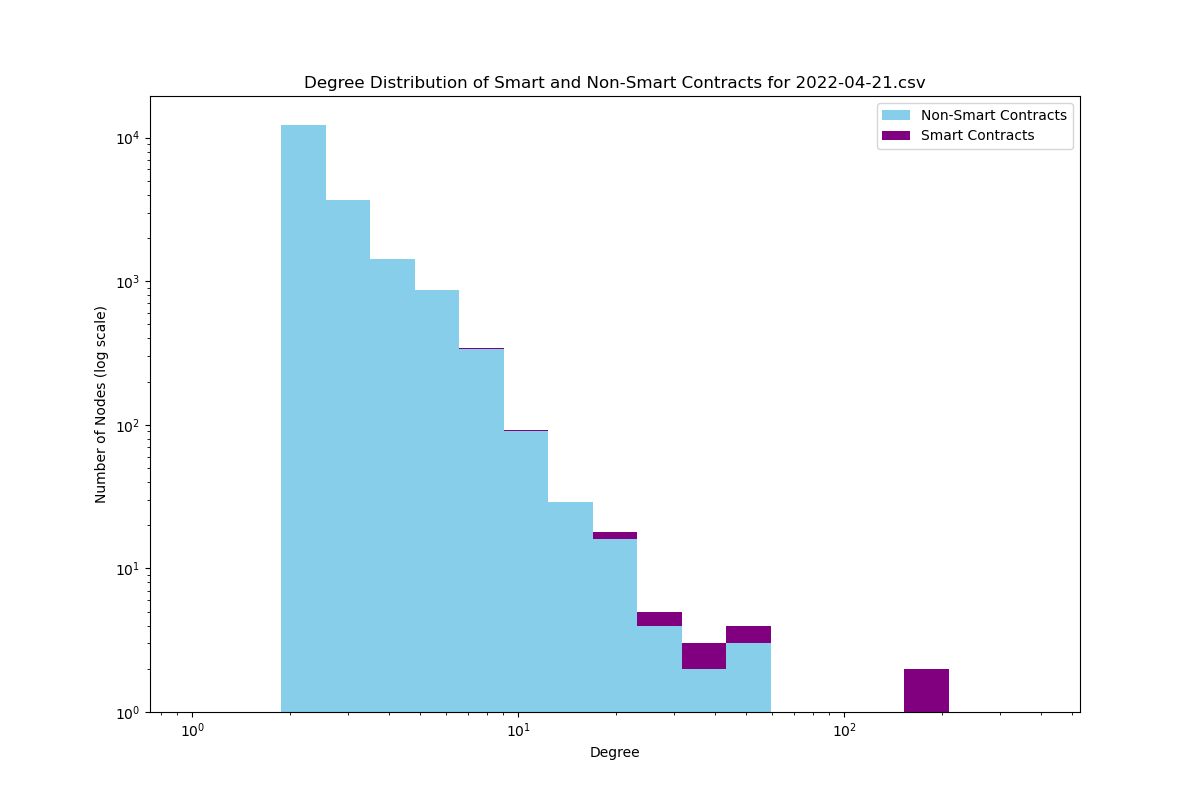 Degree Distribution of Smart and Non-Smart Contracts for 2022-04-21.csv
Non-Smart Contracts
Smart Contracts
Number of Nodes (log scale)
10⁴
10³
10²
10¹
10⁰
10⁰ 10¹ 10²
Degree